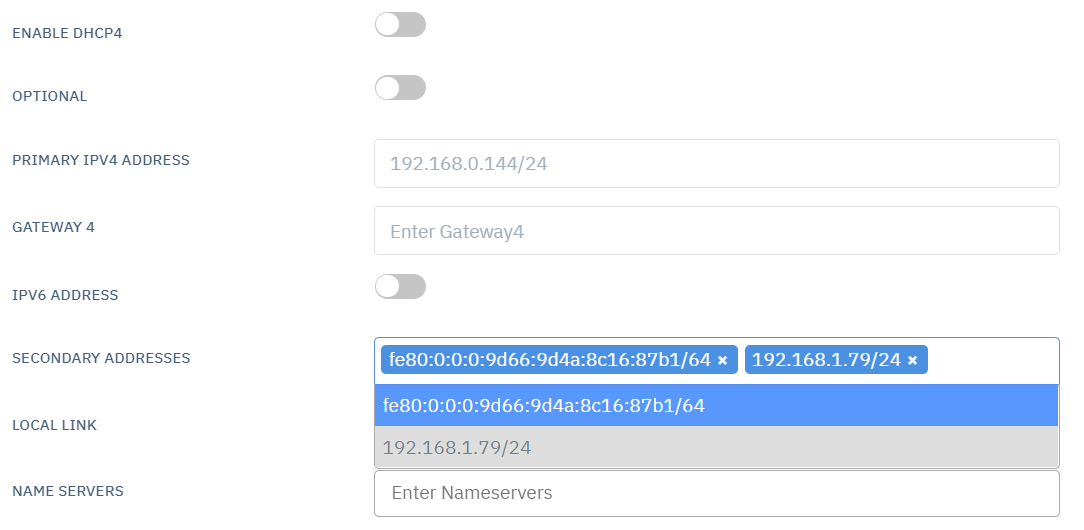 ENABLE DHCP4
OPTIONAL
PRIMARY IPV4 ADDRESS
192.168.0.144/24
GATEWAY 4
Enter Gateway4
IPV6 ADDRESS
SECONDARY ADDRESSES
fe80:0:0:0:9d66:9d4a:8c16:87b1/64 × 192.168.1.79/24 ×
fe80:0:0:0:9d66:9d4a:8c16:87b1/64
LOCAL LINK
192.168.1.79/24
NAME SERVERS
Enter Nameservers